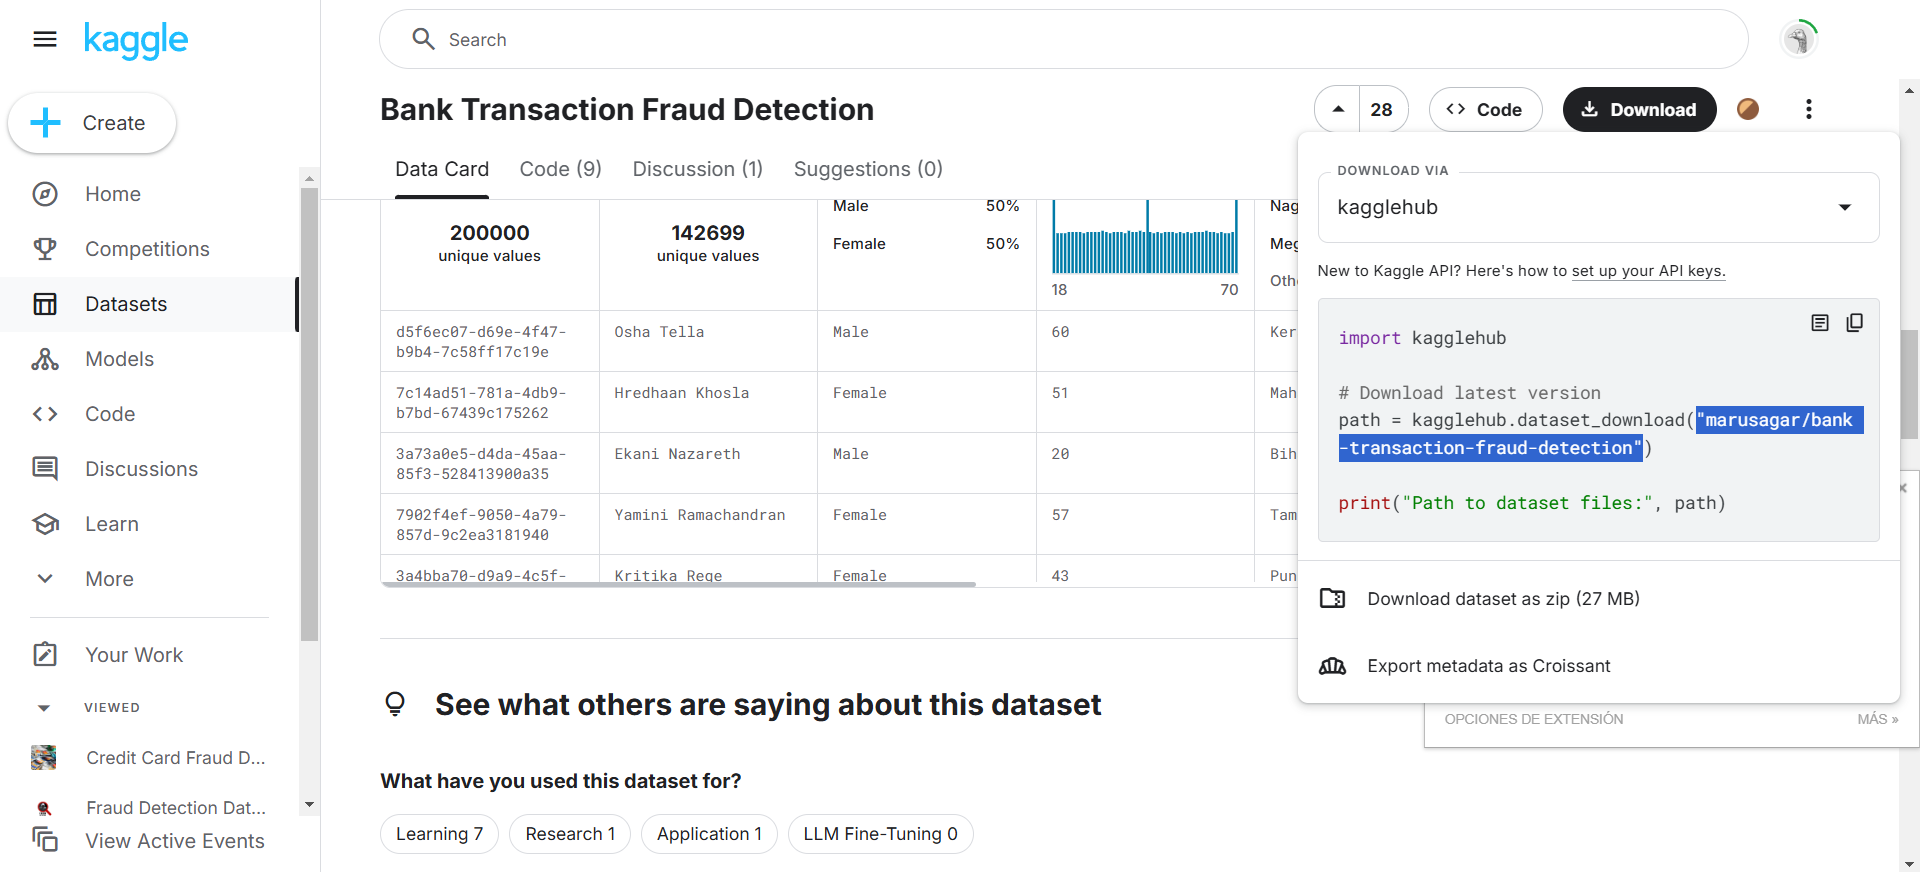 kaggle
Search
Create
Home
Competitions
Datasets
Models
Code
Discussions
Learn
More
Your Work
VIEWED
Credit Card Fraud D...
Fraud Detection Dat...
View Active Events
Bank Transaction Fraud Detection
28
Code
Download
Data Card
Code (9)
Discussion (1)
Suggestions (0)
200000
unique values
142699
unique values
Male 50%
Female 50%
18 70
Nag
Meg
Oth
d5f6ec07-d69e-4f47-
b9b4-7c58ff17c19e
Osha Tella
Male
60
Ker
7c14ad51-781a-4db9-
b7bd-67439c175262
Hredhaan Khosla
Female
51
Mah
3a73a0e5-d4da-45aa-
85f3-528413900a35
Ekani Nazareth
Male
20
Bih
7902f4ef-9050-4a79-
857d-9c2ea3181940
Yamini Ramachandran
Female
57
Tam
3a4bba70-d9a9-4c5f-
Kritika Rege
Female
43
Pun
DOWNLOAD VIA
kagglehub
New to Kaggle API? Here's how to set up your API keys.
import kagglehub
# Download latest version
path = kagglehub.dataset_download("marusagar/bank
-transaction-fraud-detection")
print("Path to dataset files:", path)
Download dataset as zip (27 MB)
Export metadata as Croissant
OPCIONES DE EXTENSIÓN
MÁS »
See what others are saying about this dataset
What have you used this dataset for?
Learning 7
Research 1
Application 1
LLM Fine-Tuning 0